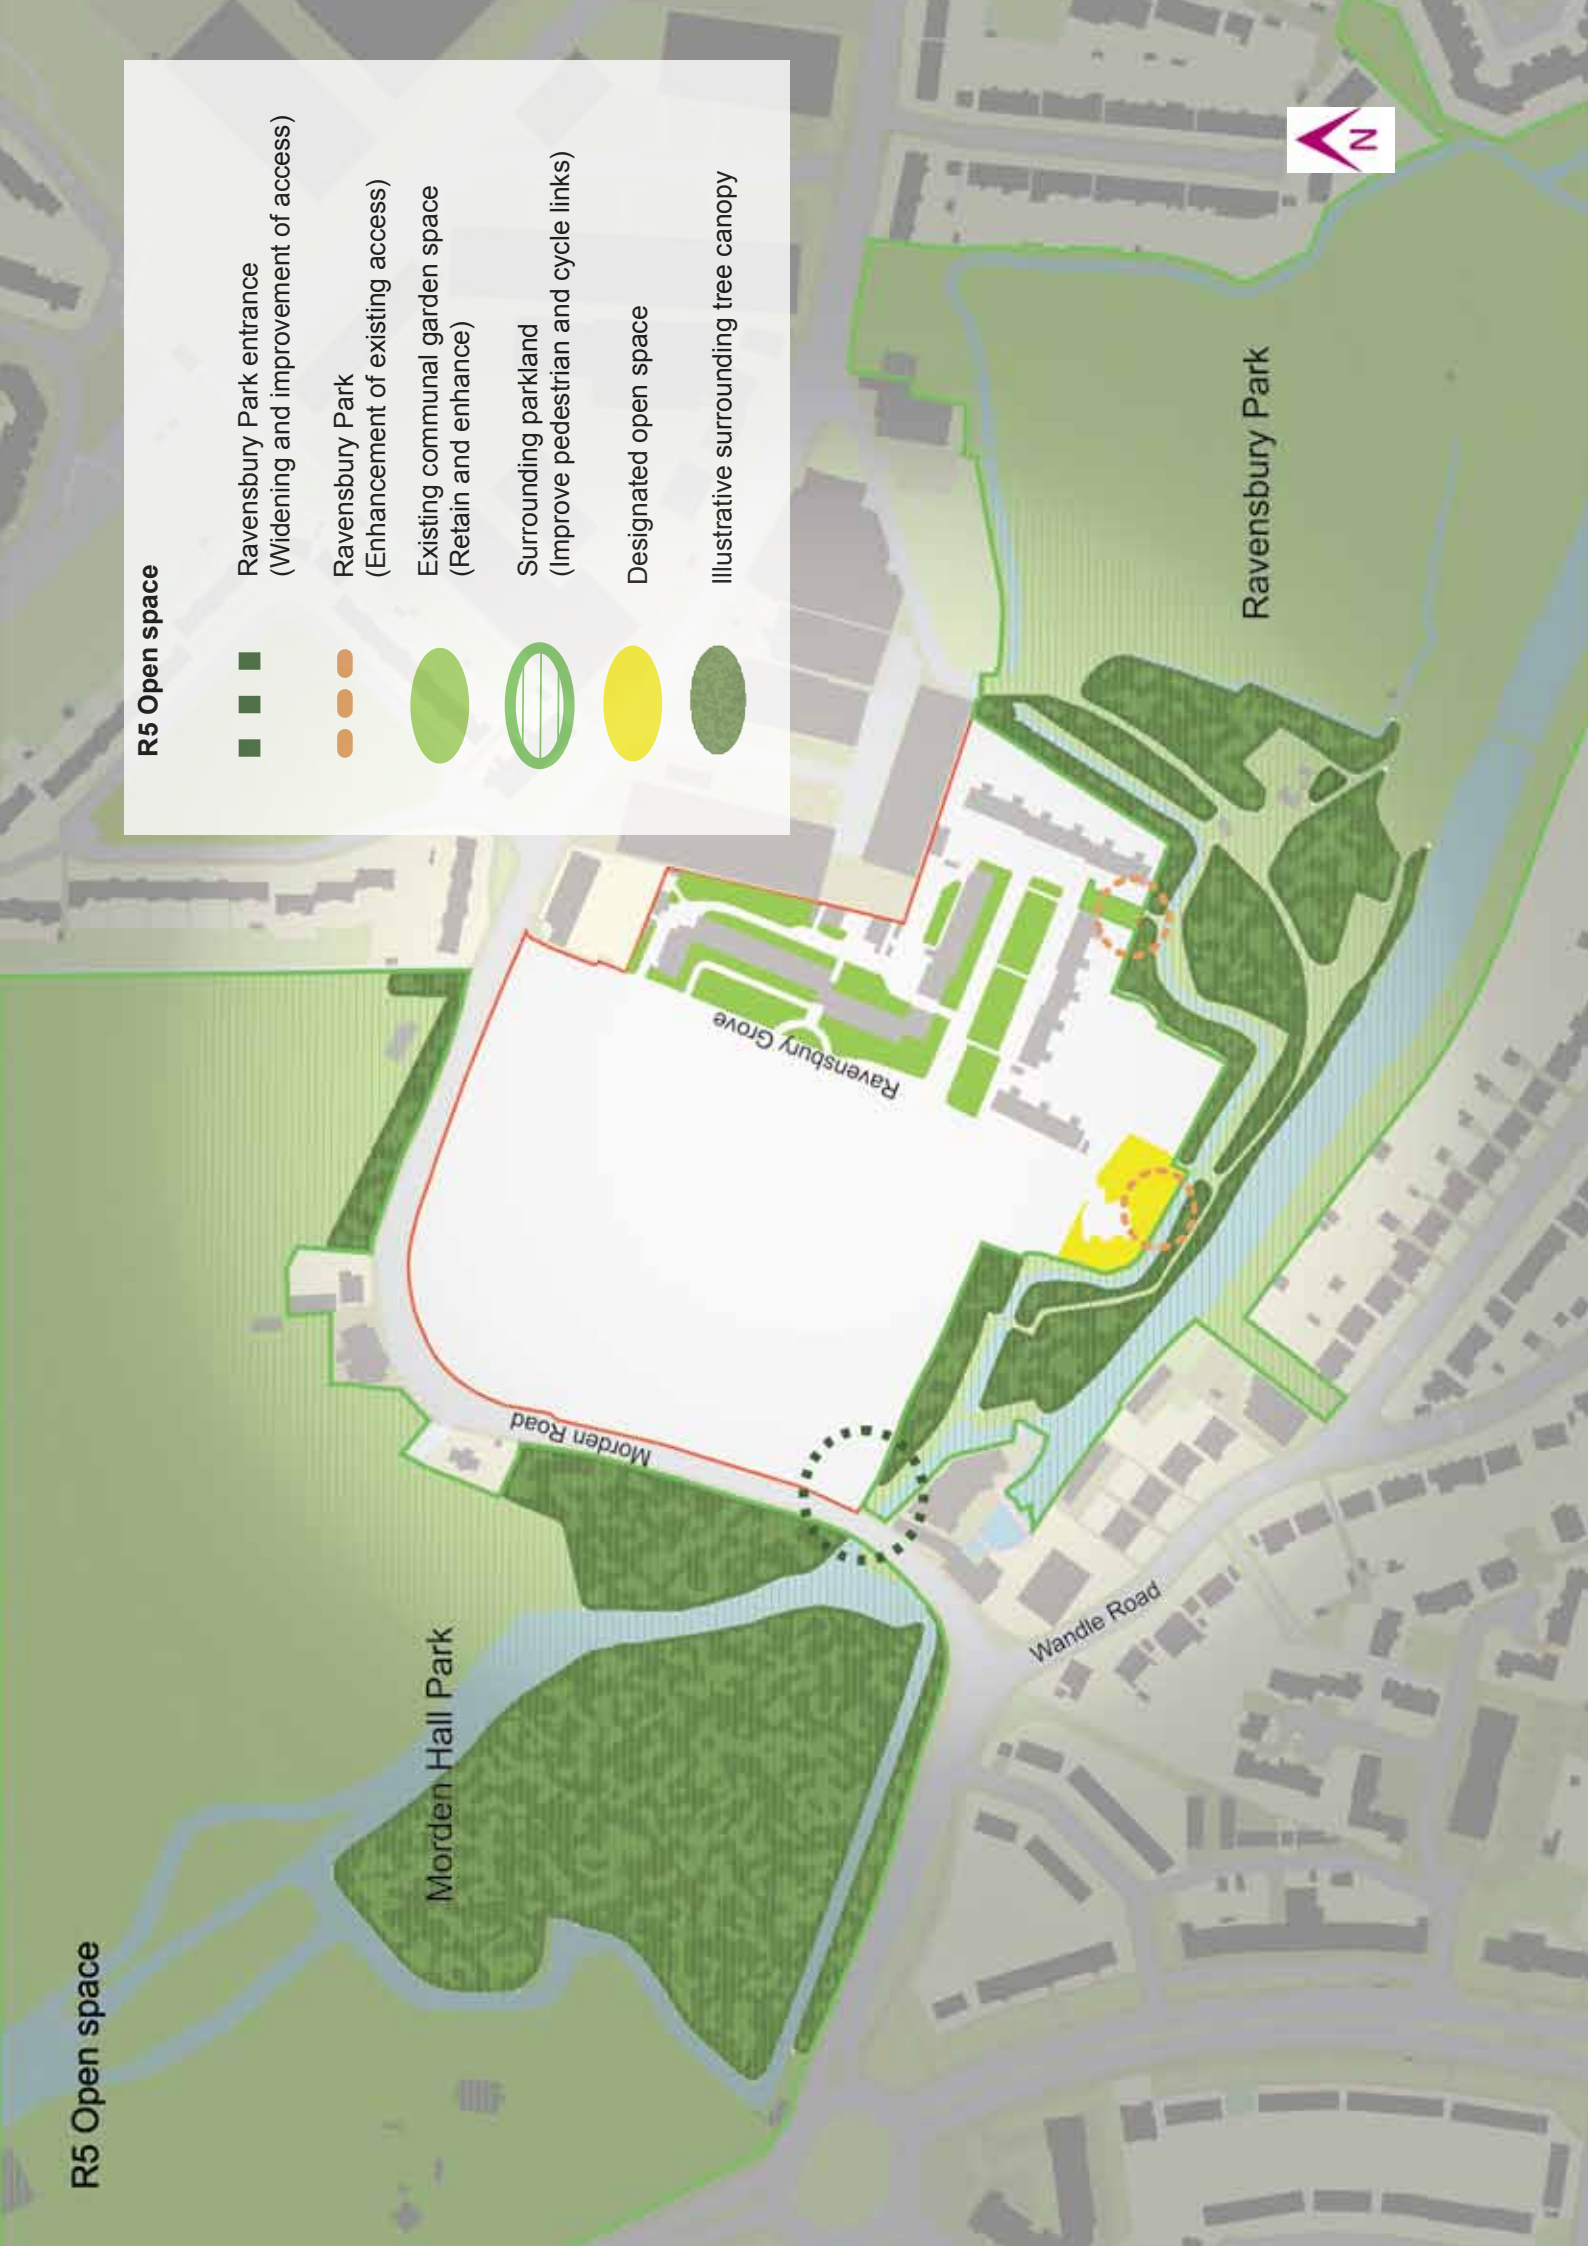 R5 Open space
R5 Open space
Ravensbury Park entrance
(Widening and improvement of access)
Ravensbury Park
(Enhancement of existing access)
Existing communal garden space
(Retain and enhance)
Surrounding parkland
(Improve pedestrian and cycle links)
Designated open space
Illustrative surrounding tree canopy
Morden Hall Park
Morden Road
Ravensbury Grove
Wandle Road
Ravensbury Park
N